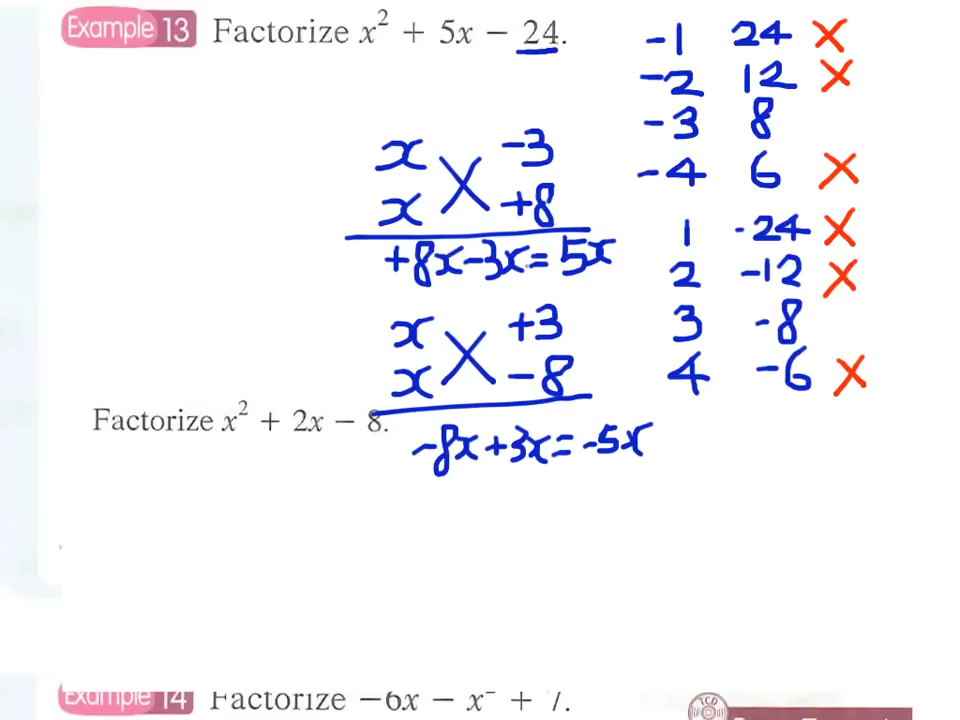 Example 13 Factorize x² + 5x − 24.
-1 24 X
-2 12 X
-3 8
-4 6 X
1 -24 X
2 -12 X
3 -8
4 -6 X
x -3
x +8
+8x-3x=5x
x +3
x -8
-8x+3x=-5x
Factorize x² + 2x − 8.
Example 14 Factorize −6x − x² + 7.
TCD